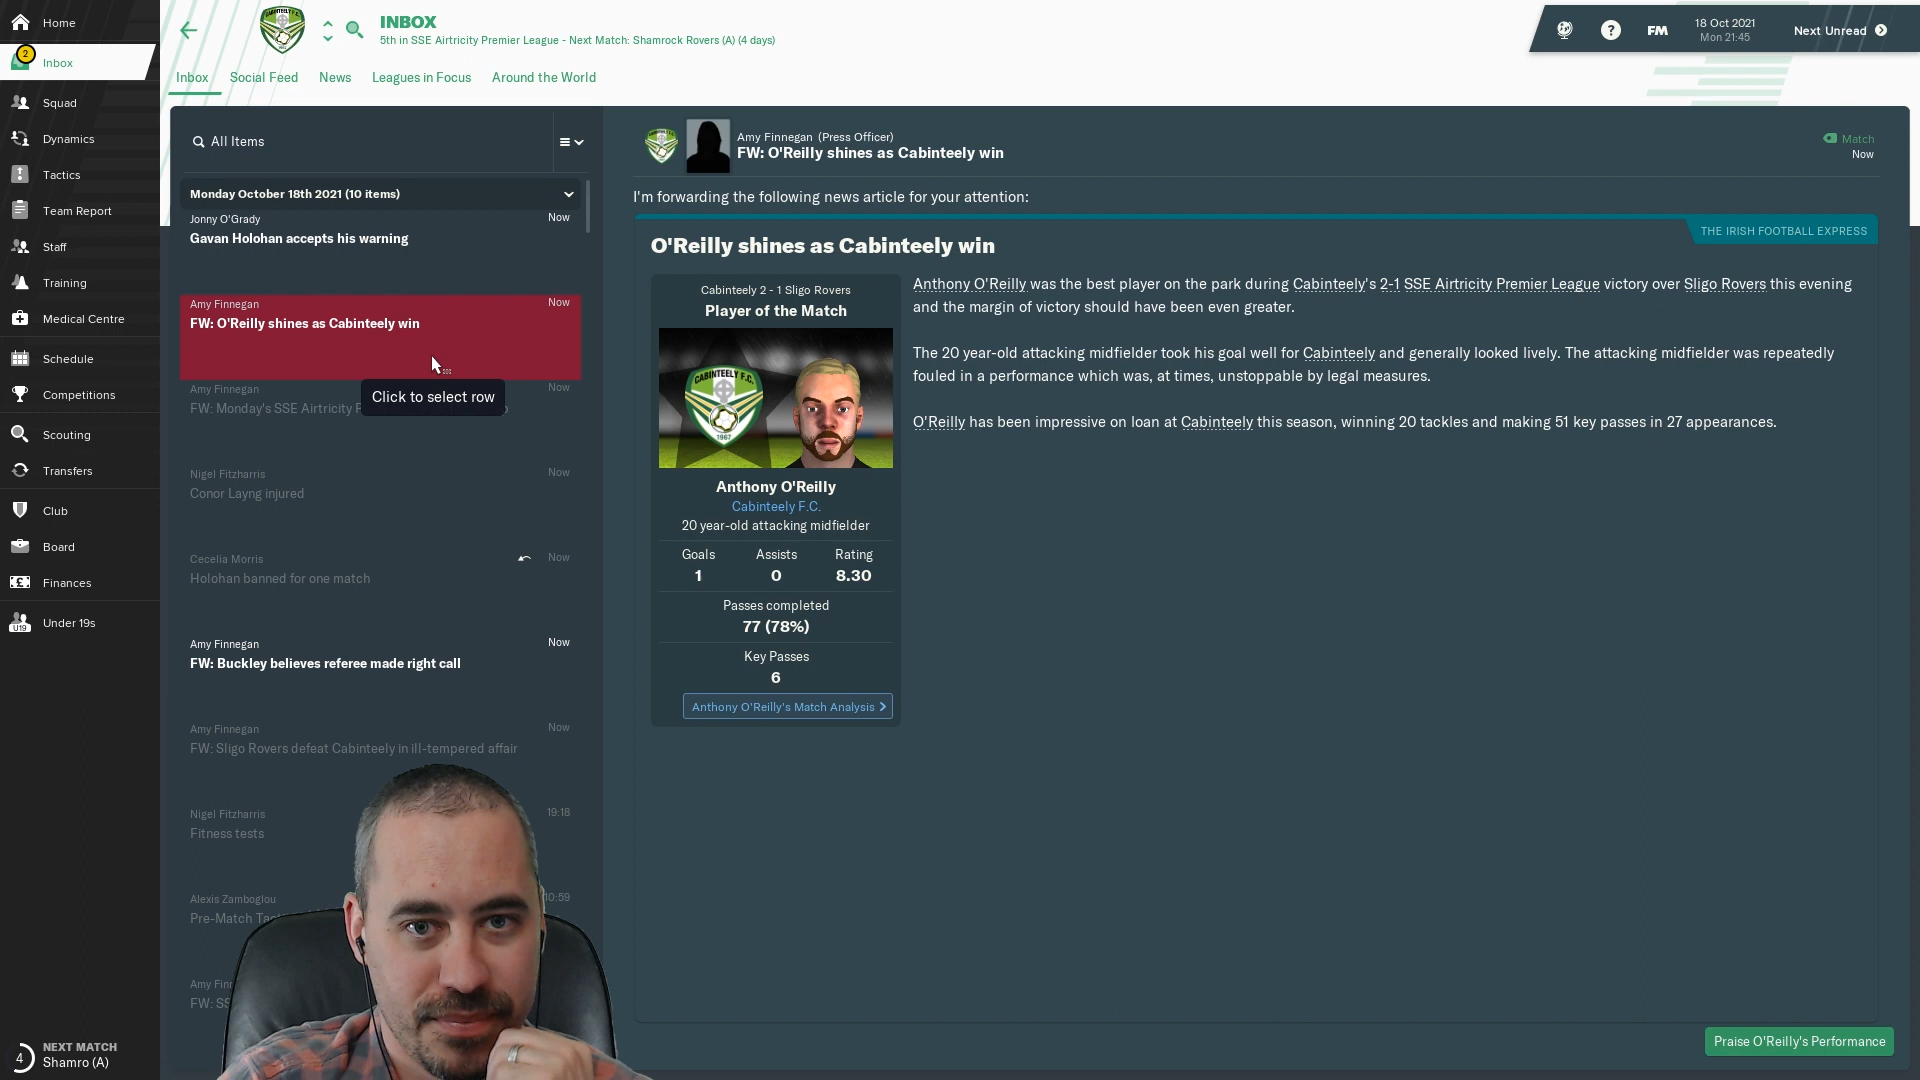 Home
2
Inbox
Squad
Dynamics
Tactics
Team Report
Staff
Training
Medical Centre
Schedule
Competitions
Scouting
Transfers
Club
Board
Finances
U19
Under 19s
4
NEXT MATCH
Shamro (A)
CABINTEELY F.C.
INBOX
5th in SSE Airtricity Premier League - Next Match: Shamrock Rovers (A) (4 days)
?
FM
18 Oct 2021
Mon 21:45
Next Unread
Inbox
Social Feed
News
Leagues in Focus
Around the World
All Items
Monday October 18th 2021 (10 items)
Jonny O'Grady
Now
Gavan Holohan accepts his warning
Amy Finnegan
Now
FW: O'Reilly shines as Cabinteely win
Click to select row
Amy Finnegan
Now
FW: Monday's SSE Airtricity
Nigel Fitzharris
Now
Conor Layng injured
Cecelia Morris
Now
Holohan banned for one match
Amy Finnegan
Now
FW: Buckley believes referee made right call
Amy Finnegan
Now
FW: Sligo Rovers defeat Cabinteely in ill-tempered affair
Nigel Fitzharris
19:18
Fitness tests
Alexis Zamboglou
10:59
Pre-Match
Amy
FW:
Amy Finnegan (Press Officer)
FW: O'Reilly shines as Cabinteely win
Match
Now
I'm forwarding the following news article for your attention:
THE IRISH FOOTBALL EXPRESS
O'Reilly shines as Cabinteely win
Cabinteely 2 - 1 Sligo Rovers
Player of the Match
CABINTEELY F.C.
1967
Anthony O'Reilly
Cabinteely F.C.
20 year-old attacking midfielder
Goals Assists Rating
1 0 8.30
Passes completed
77 (78%)
Key Passes
6
Anthony O'Reilly's Match Analysis
Anthony O'Reilly was the best player on the park during Cabinteely's 2-1 SSE Airtricity Premier League victory over Sligo Rovers this evening
and the margin of victory should have been even greater.
The 20 year-old attacking midfielder took his goal well for Cabinteely and generally looked lively. The attacking midfielder was repeatedly
fouled in a performance which was, at times, unstoppable by legal measures.
O'Reilly has been impressive on loan at Cabinteely this season, winning 20 tackles and making 51 key passes in 27 appearances.
Praise O'Reilly's Performance